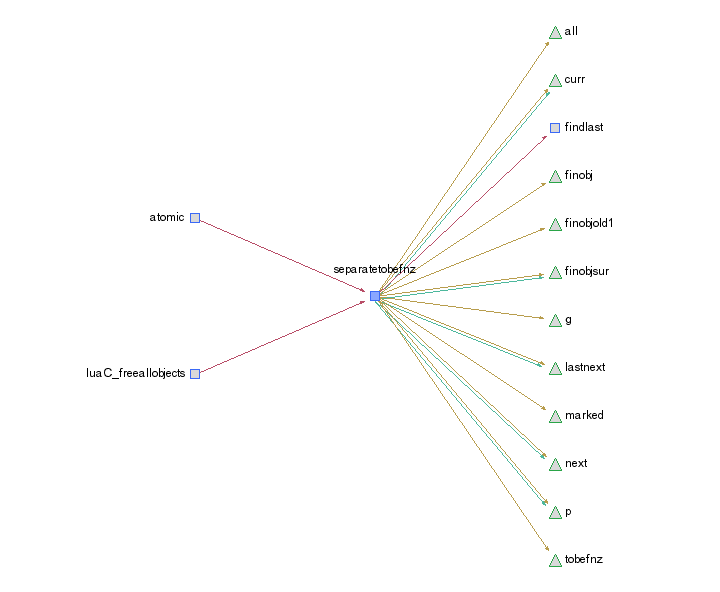 all
curr
findlast
finobj
atomic
finobjold1
separatetobefnz
finobjsur
g
luaC_freeallobjects
lastnext
marked
next
p
tobefnz